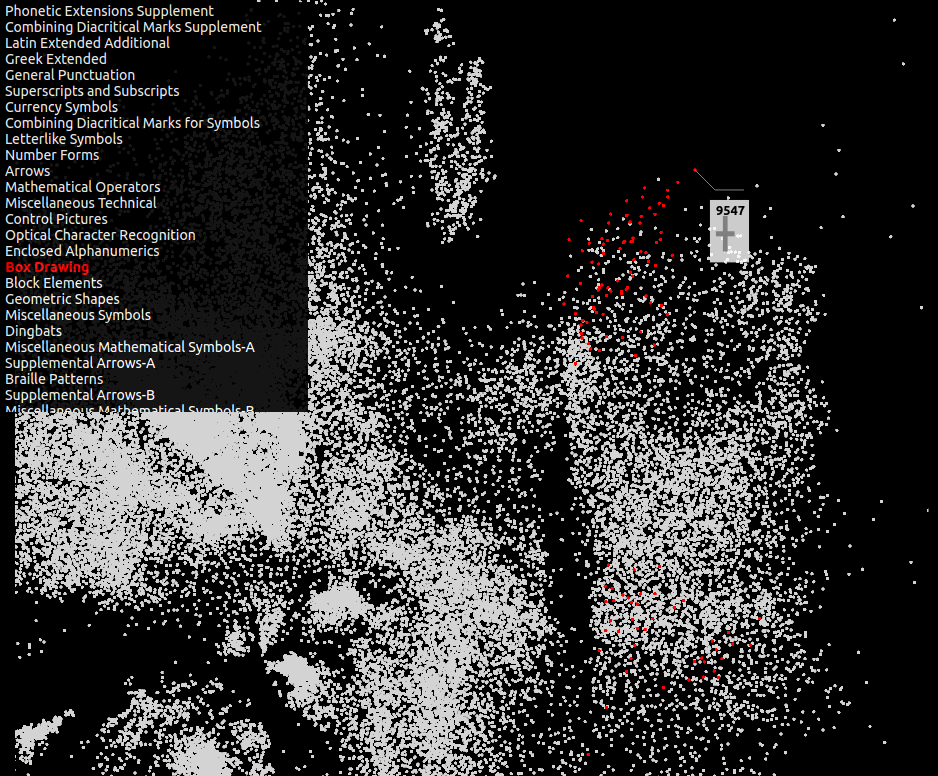 Phonetic Extensions Supplement
Combining Diacritical Marks Supplement
Latin Extended Additional
Greek Extended
General Punctuation
Superscripts and Subscripts
Currency Symbols
Combining Diacritical Marks for Symbols
Letterlike Symbols
Number Forms
Arrows
Mathematical Operators
Miscellaneous Technical
Control Pictures
Optical Character Recognition
Enclosed Alphanumerics
Box Drawing
Block Elements
Geometric Shapes
Miscellaneous Symbols
Dingbats
Miscellaneous Mathematical Symbols-A
Supplemental Arrows-A
Braille Patterns
Supplemental Arrows-B
Miscellaneous Mathematical Symbols-B
9547
╋